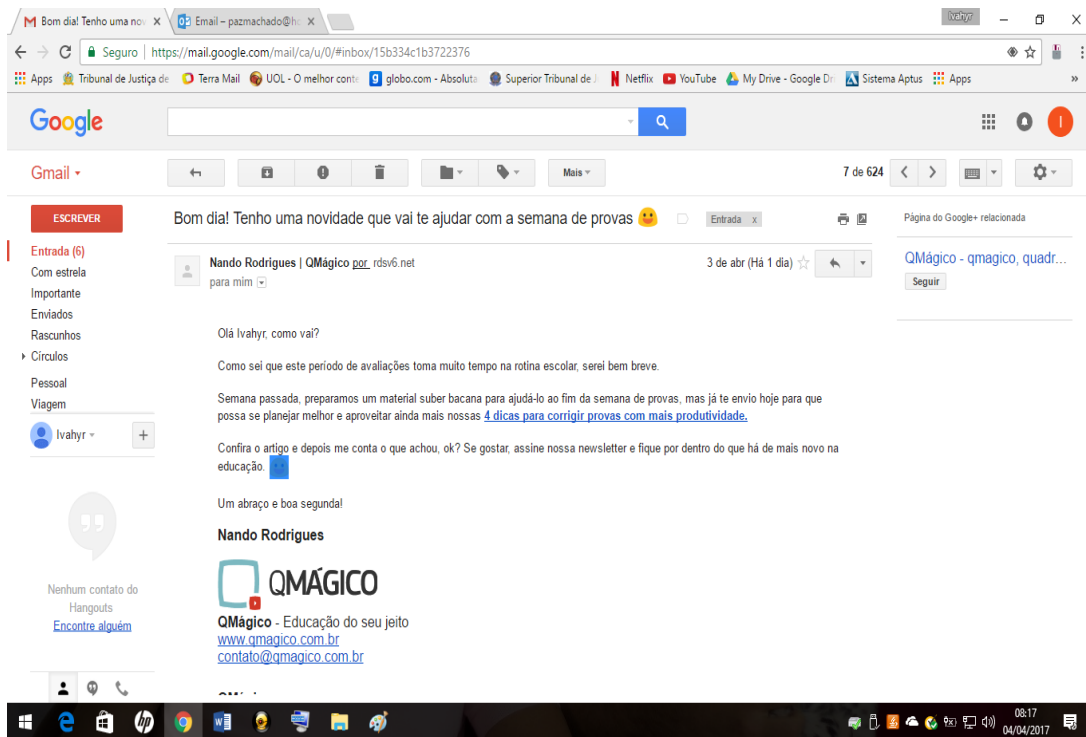 Bom dia! Tenho uma nov
Email – pazmachado@ho
Ivahyr
Seguro
https://mail.google.com/mail/ca/u/0/#inbox/15b334c1b3722376
Apps Tribunal de Justiça de Terra Mail UOL - O melhor conte globo.com - Absoluta Superior Tribunal de J Netflix YouTube My Drive - Google Dri Sistema Aptus Apps »
Google
Gmail
Mais
7 de 624
ESCREVER
Bom dia! Tenho uma novidade que vai te ajudar com a semana de provas
Entrada x
Página do Google+ relacionada
Entrada (6)
Com estrela
Importante
Enviados
Rascunhos
Círculos
Pessoal
Viagem
Ivahyr
Nando Rodrigues | QMágico por rdsv6.net
3 de abr (Há 1 dia)
para mim
QMágico - qmagico, quadr...
Seguir
Olá Ivahyr, como vai?
Como sei que este período de avaliações toma muito tempo na rotina escolar, serei bem breve.
Semana passada, preparamos um material suber bacana para ajudá-lo ao fim da semana de provas, mas já te envio hoje para que
possa se planejar melhor e aproveitar ainda mais nossas 4 dicas para corrigir provas com mais produtividade.
Confira o artigo e depois me conta o que achou, ok? Se gostar, assine nossa newsletter e fique por dentro do que há de mais novo na
educação.
Um abraço e boa segunda!
Nando Rodrigues
QMÁGICO
QMágico - Educação do seu jeito
www.qmagico.com.br
contato@qmagico.com.br
Nenhum contato do
Hangouts
Encontre alguém
08:17
04/04/2017